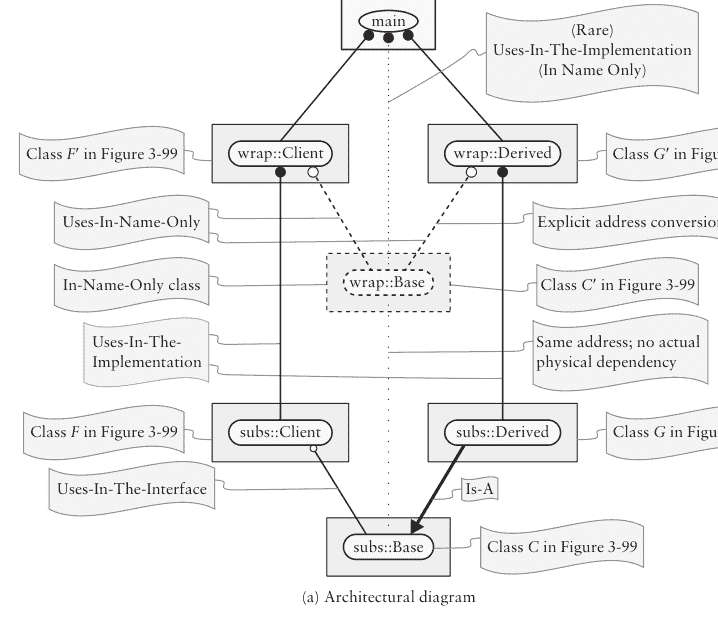 main
(Rare)
Uses-In-The-Implementation
(In Name Only)
Class F′ in Figure 3-99
wrap::Client
wrap::Derived
Class G′ in Figu
Uses-In-Name-Only
Explicit address conversio
In-Name-Only class
wrap::Base
Class C′ in Figure 3-99
Uses-In-The-
Implementation
Same address; no actual
physical dependency
Class F in Figure 3-99
subs::Client
subs::Derived
Class G in Figu
Uses-In-The-Interface
Is-A
subs::Base
Class C in Figure 3-99
(a) Architectural diagram